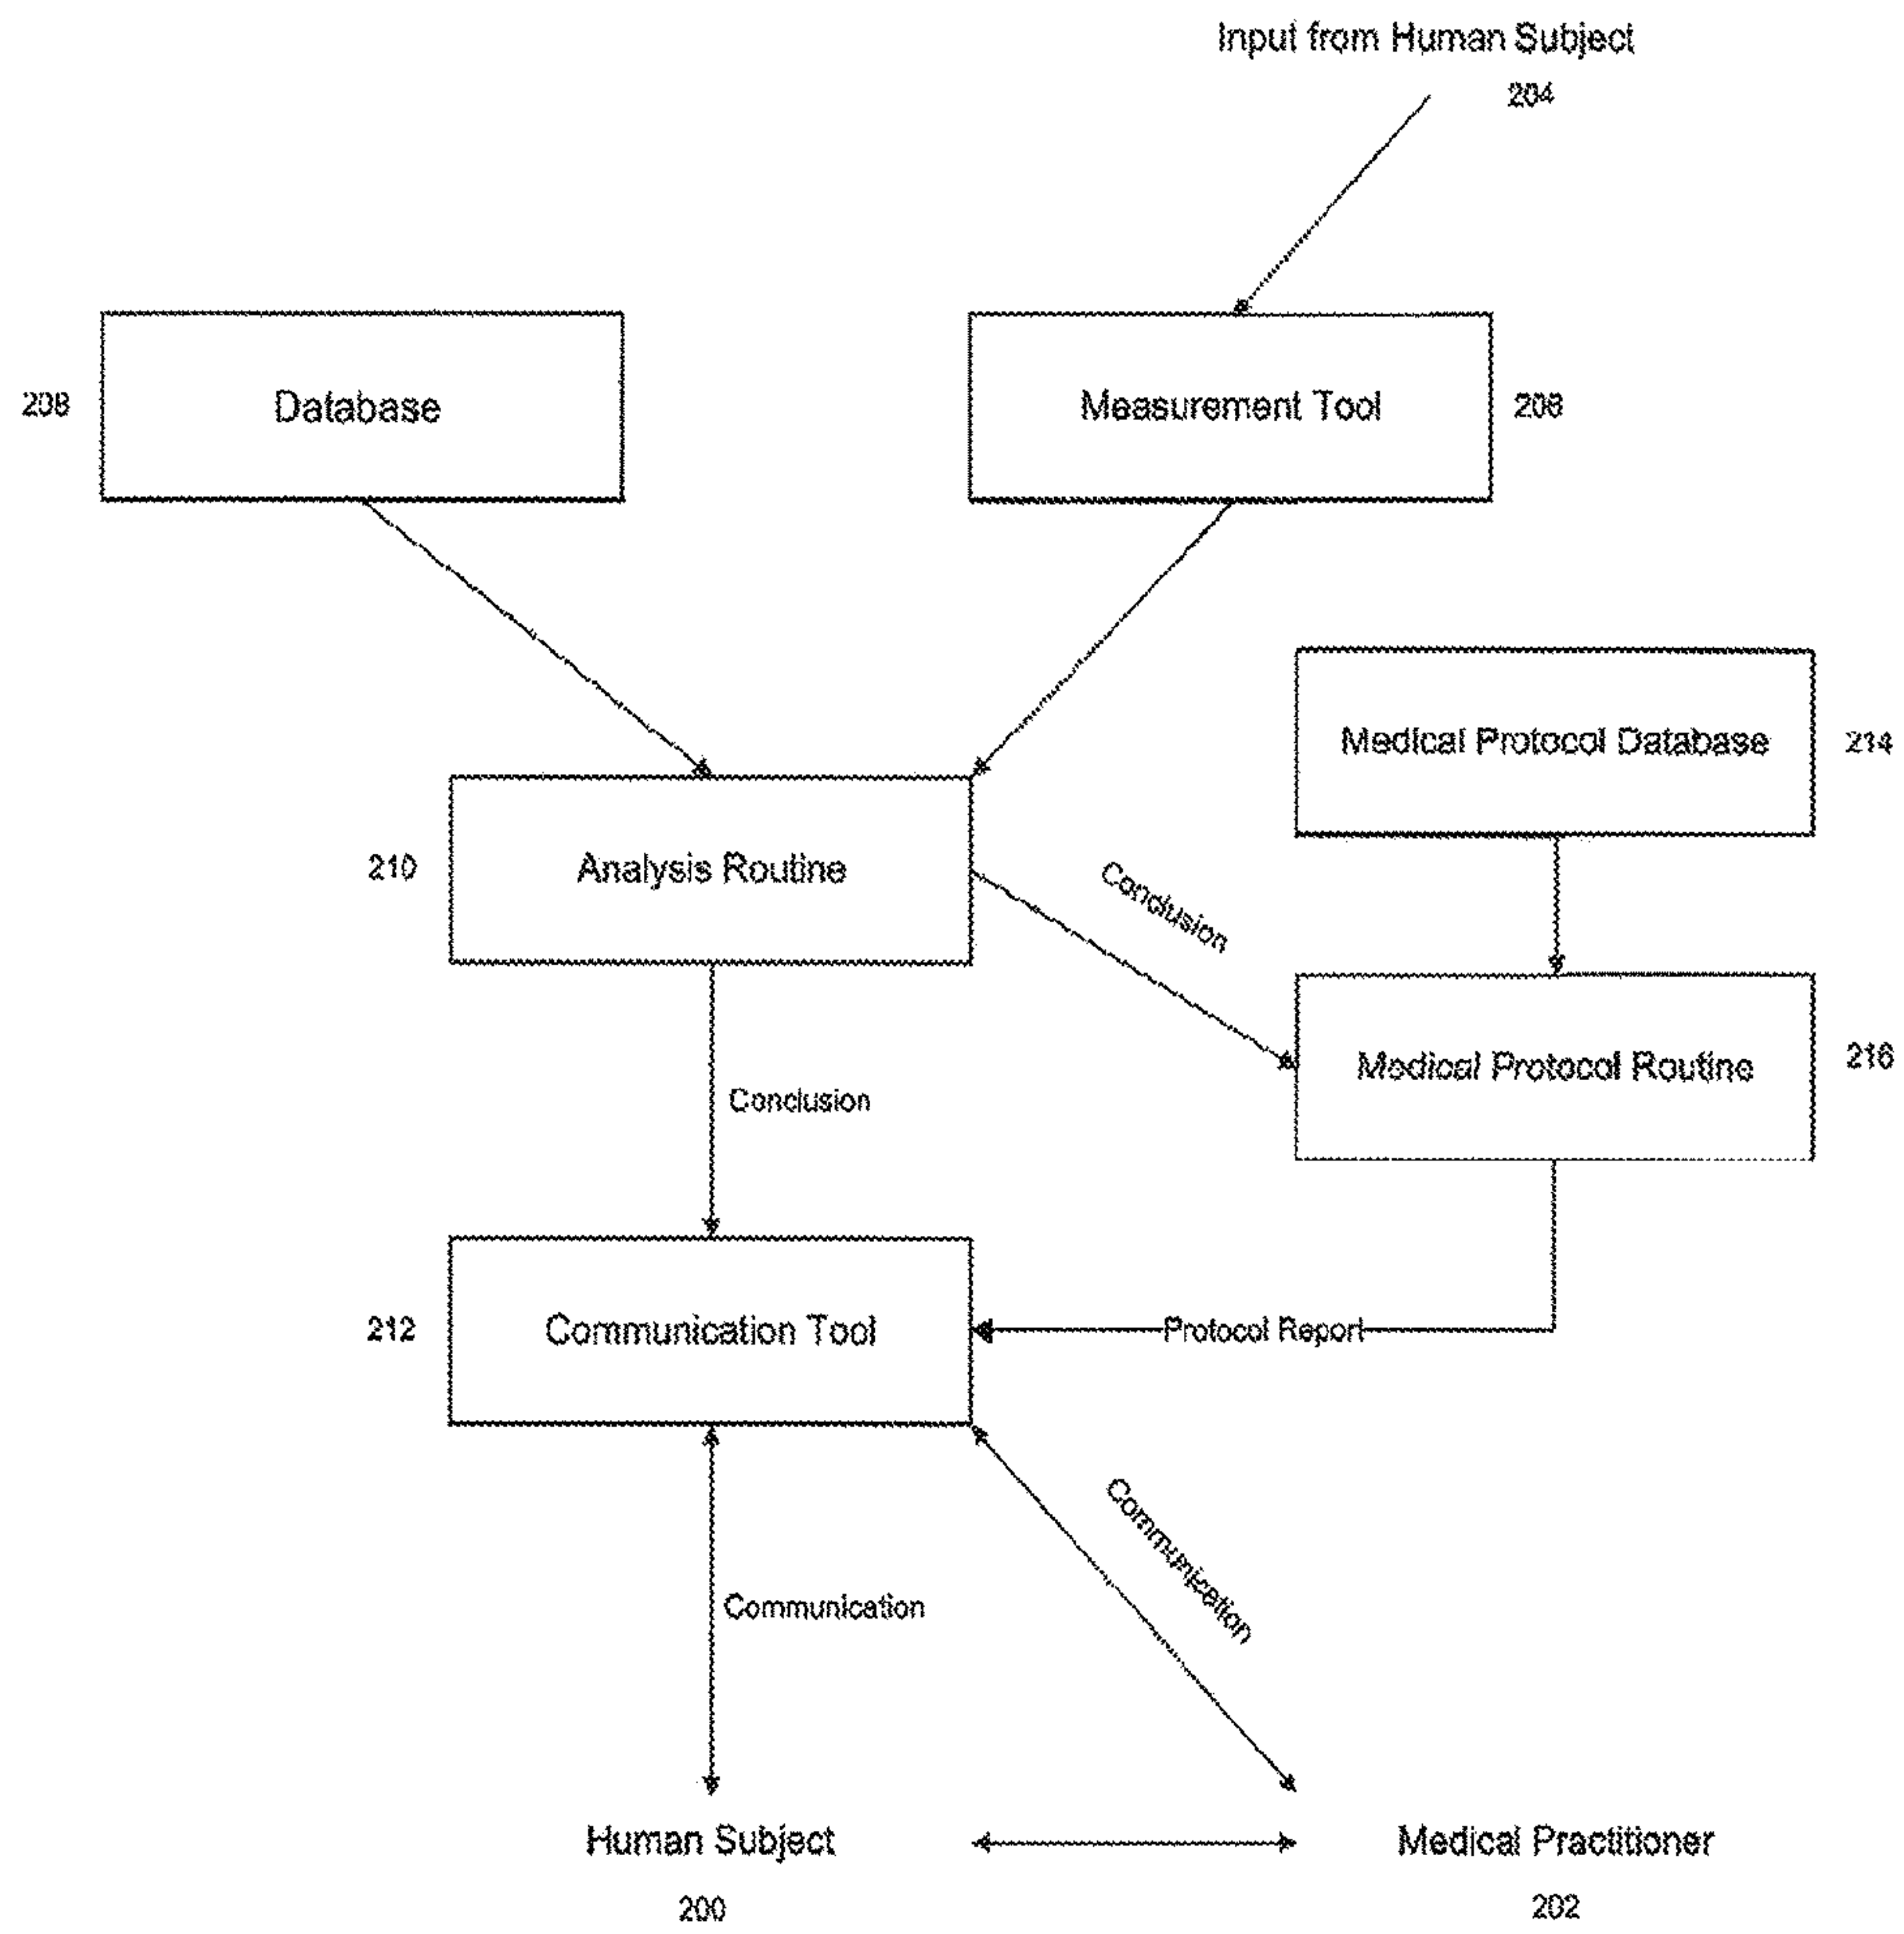 Input from Human Subject
204
208
Database
Measurement Tool
206
Medical Protocol Database
214
210
Analysis Routine
Conclusion
Medical Protocol Routine
216
Conclusion
212
Communication Tool
Protocol Report
Communication
Communication
Human Subject
Medical Practitioner
200
202